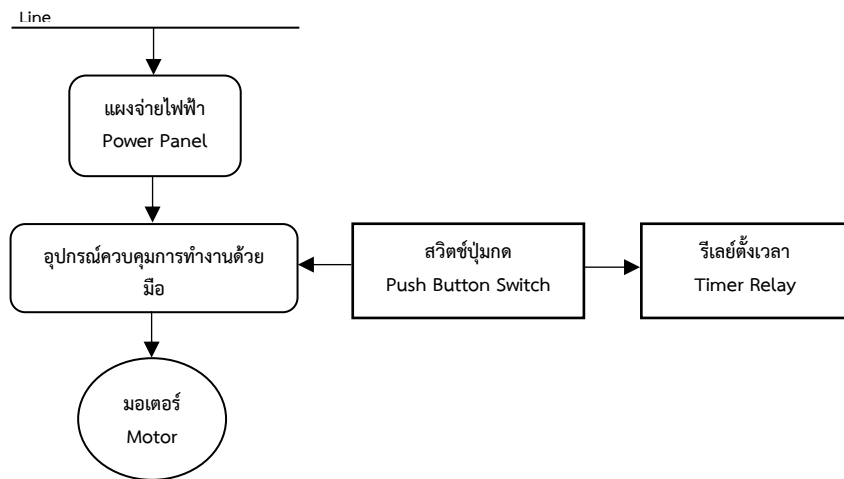 Line
แผงจ่ายไฟฟ้า
Power Panel
อุปกรณ์ควบคุมการทำงานด้วย
มือ
สวิตช์ปุ่มกด
Push Button Switch
รีเลย์ตั้งเวลา
Timer Relay
มอเตอร์
Motor